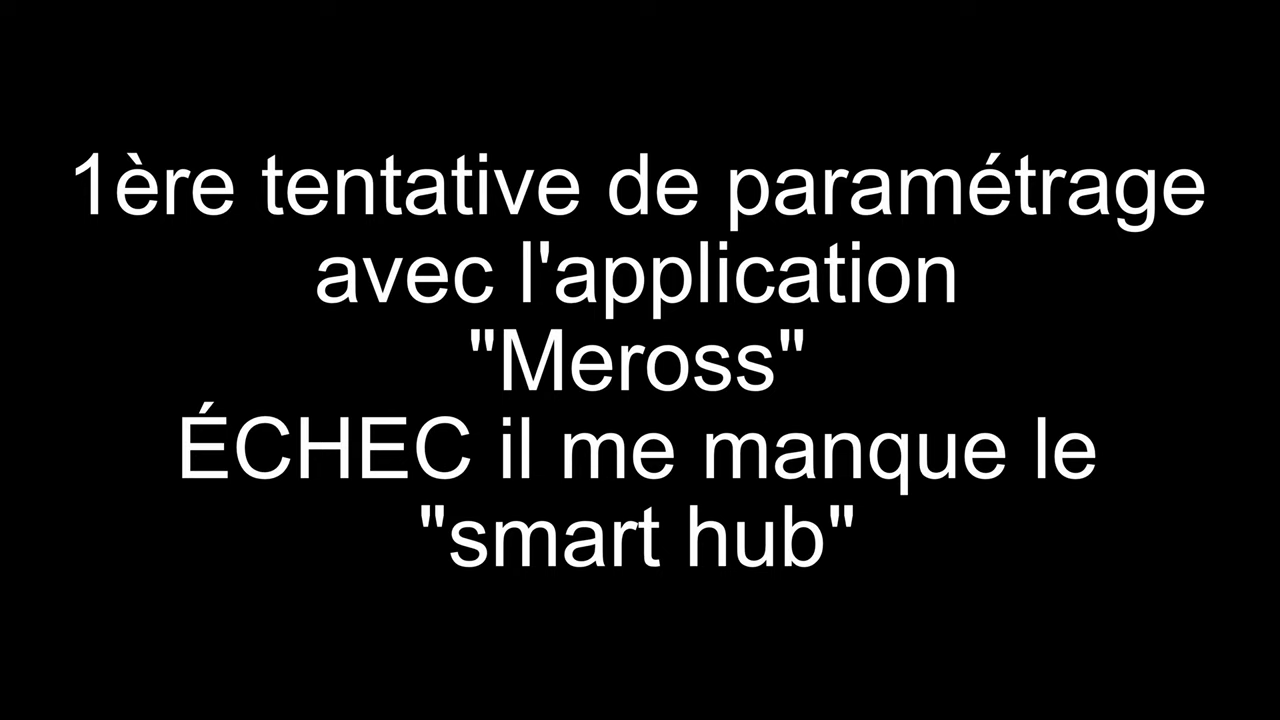 1ère tentative de paramétrage
avec l'application
"Meross"
ÉCHEC il me manque le
"smart hub"